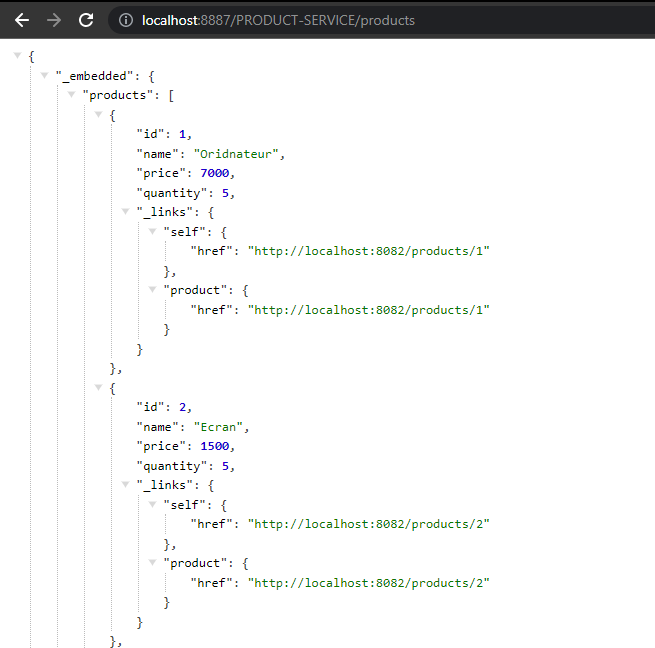 localhost:8887/PRODUCT-SERVICE/products
{
"_embedded": {
"products": [
{
"id": 1,
"name": "Oridnateur",
"price": 7000,
"quantity": 5,
"_links": {
"self": {
"href": "http://localhost:8082/products/1"
},
"product": {
"href": "http://localhost:8082/products/1"
}
}
},
{
"id": 2,
"name": "Ecran",
"price": 1500,
"quantity": 5,
"_links": {
"self": {
"href": "http://localhost:8082/products/2"
},
"product": {
"href": "http://localhost:8082/products/2"
}
}
},